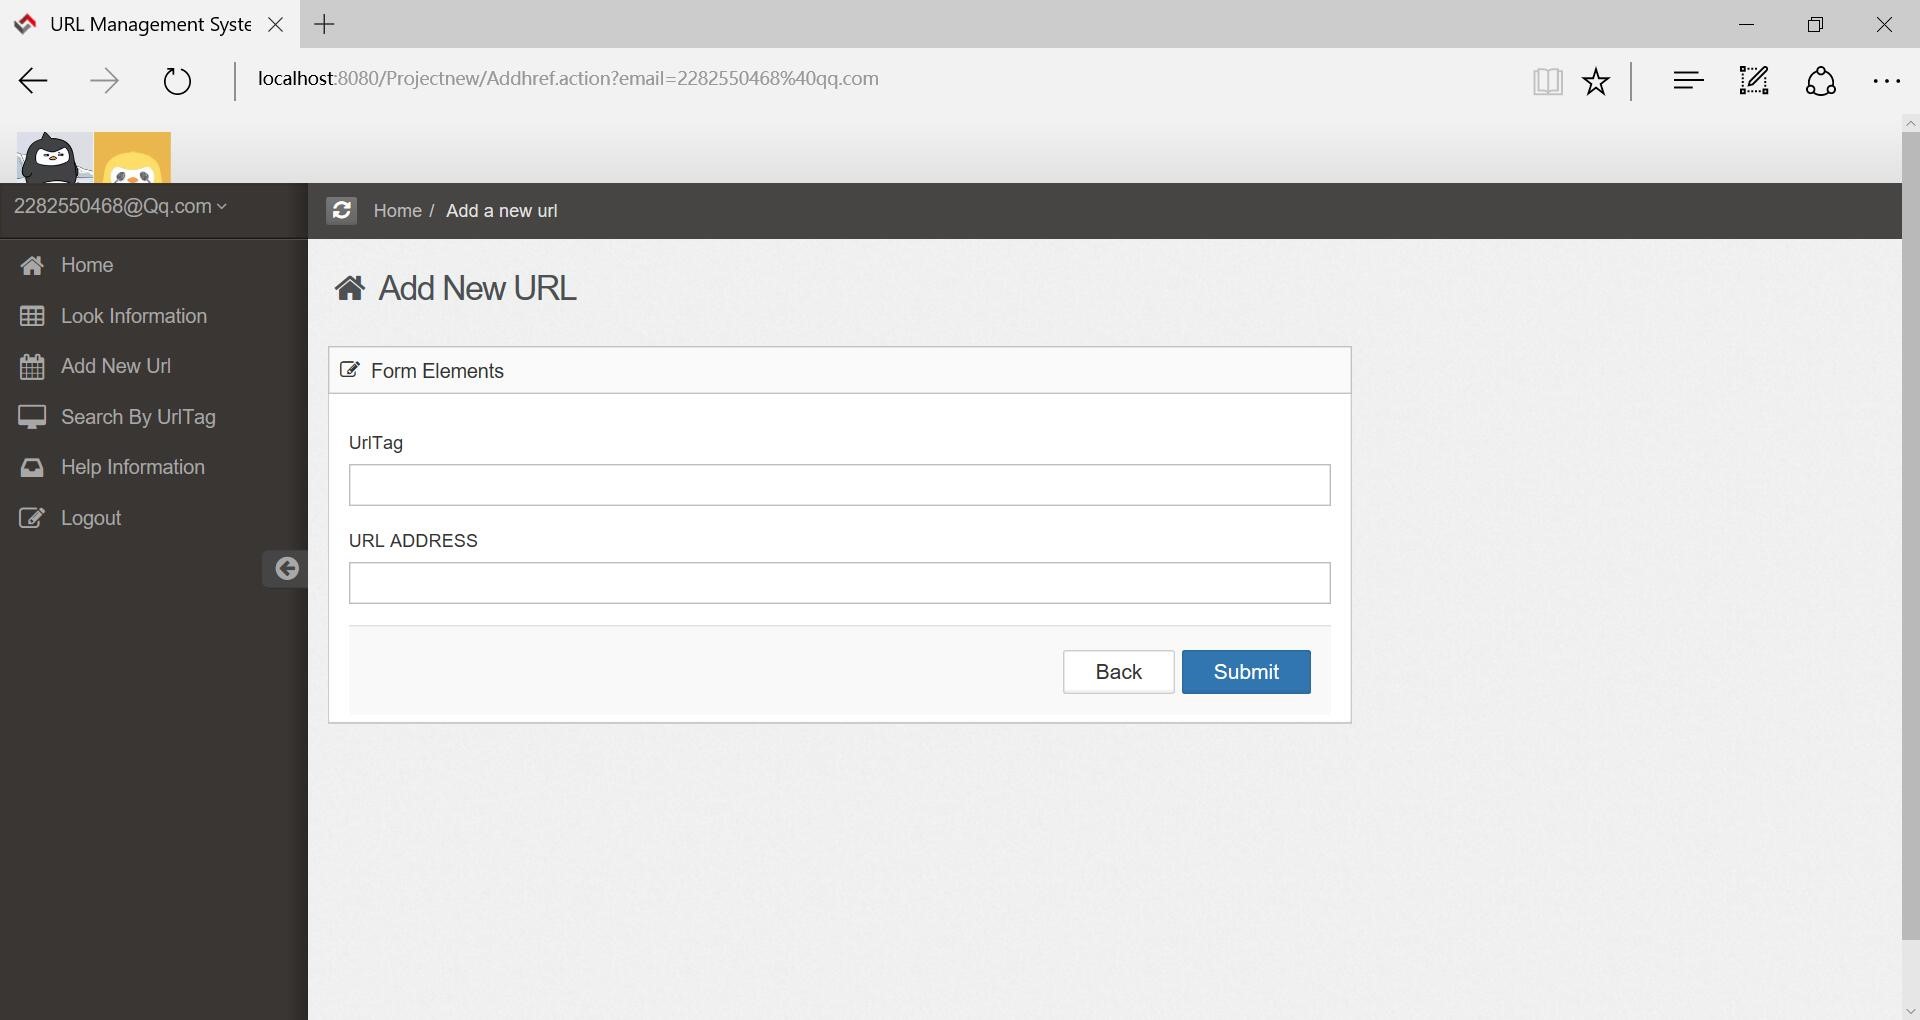 URL Management Syste
localhost:8080/Projectnew/Addhref.action?email=2282550468%40qq.com
2282550468@Qq.com
Home / Add a new url
Home
Look Information
Add New Url
Search By UrlTag
Help Information
Logout
Add New URL
Form Elements
UrlTag
URL ADDRESS
Back
Submit